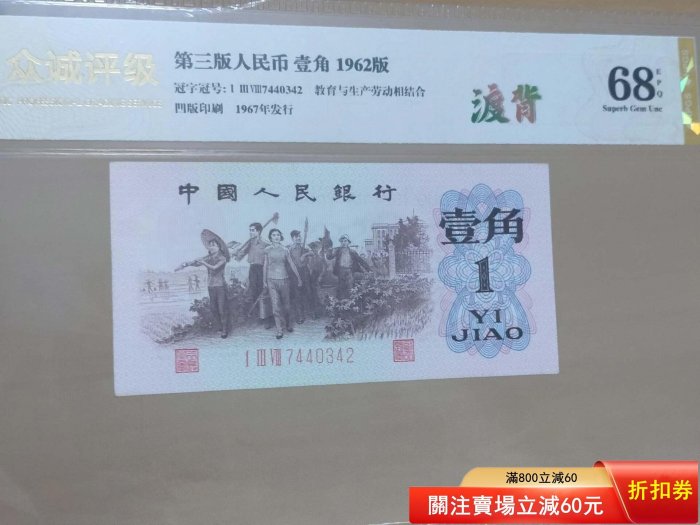 众诚评级
第三版人民币 壹角 1962版
冠字冠号: I III VIII 7440342 教育与生产劳动相结合
凹版印刷 1967年发行
渡背
68
EPQ
Superb Gem Unc
中國人民銀行
壹角
1
YI
JIAO
I III VIII 7440342
滿800立減60
關注賣場立減60元
折扣券